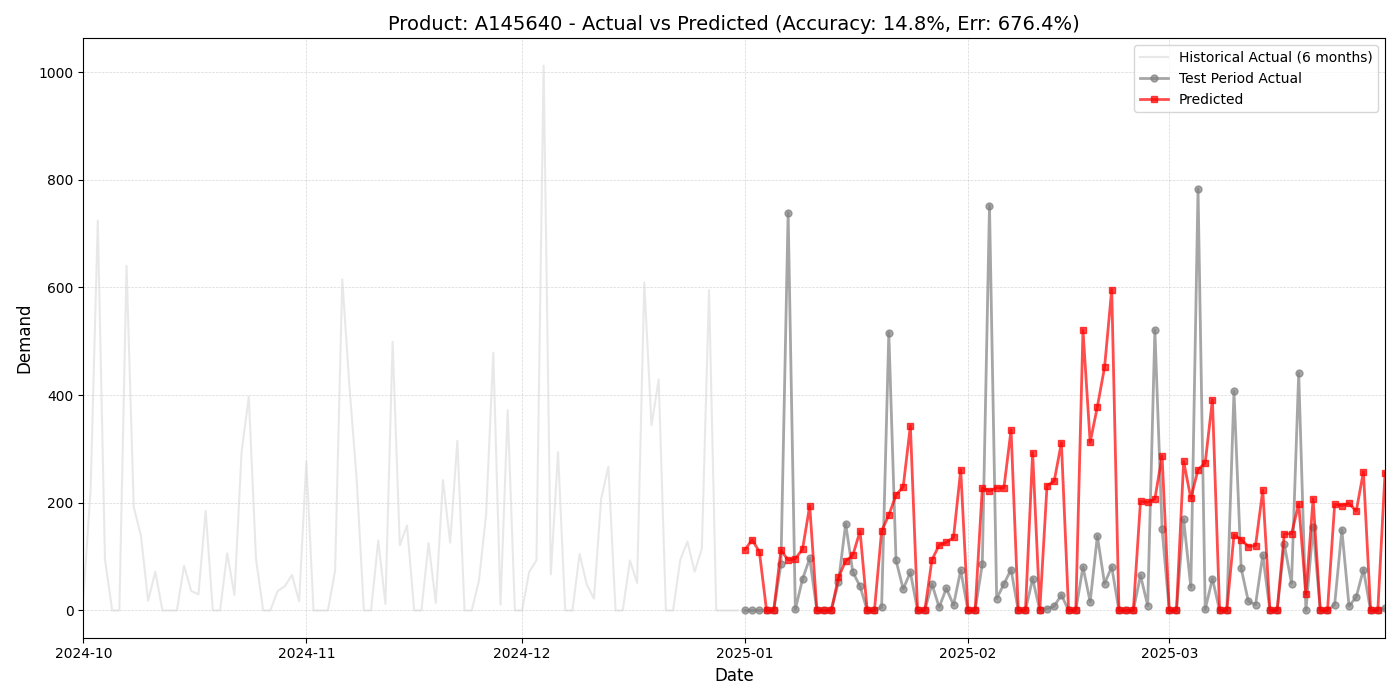 Product: A145640 - Actual vs Predicted (Accuracy: 14.8%, Err: 676.4%)
Historical Actual (6 months)
Test Period Actual
Predicted
Demand
1000
800
600
400
200
0
2024-10
2024-11
2024-12
2025-01
2025-02
2025-03
Date